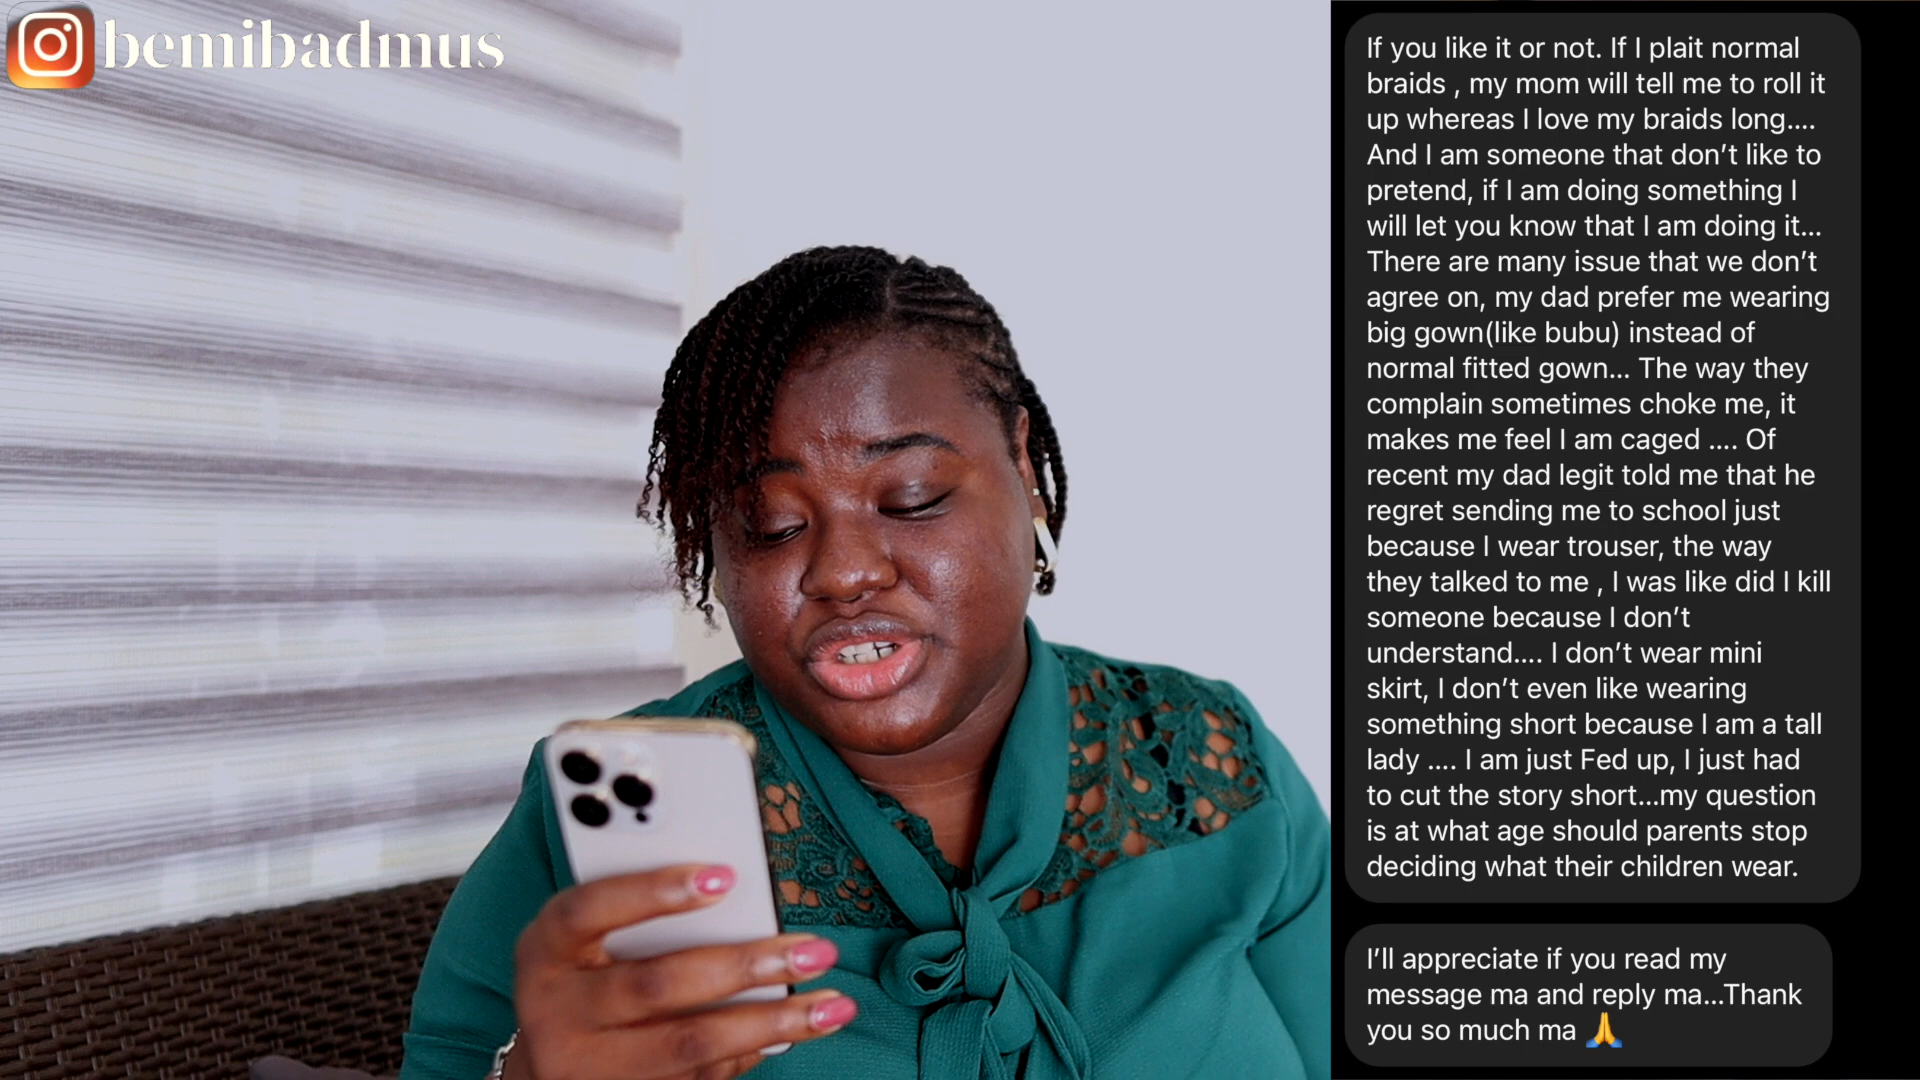 bemibadmus
If you like it or not. If I plait normal
braids , my mom will tell me to roll it
up whereas I love my braids long....
And I am someone that don’t like to
pretend, if I am doing something I
will let you know that I am doing it...
There are many issue that we don’t
agree on, my dad prefer me wearing
big gown(like bubu) instead of
normal fitted gown... The way they
complain sometimes choke me, it
makes me feel I am caged .... Of
recent my dad legit told me that he
regret sending me to school just
because I wear trouser, the way
they talked to me , I was like did I kill
someone because I don’t
understand.... I don’t wear mini
skirt, I don’t even like wearing
something short because I am a tall
lady .... I am just Fed up, I just had
to cut the story short...my question
is at what age should parents stop
deciding what their children wear.
I’ll appreciate if you read my
message ma and reply ma...Thank
you so much ma 🙏